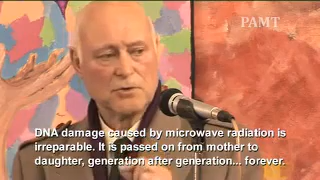 PAMT
DNA damage caused by microwave radiation is
irreparable. It is passed on from mother to
daughter, generation after generation... forever.